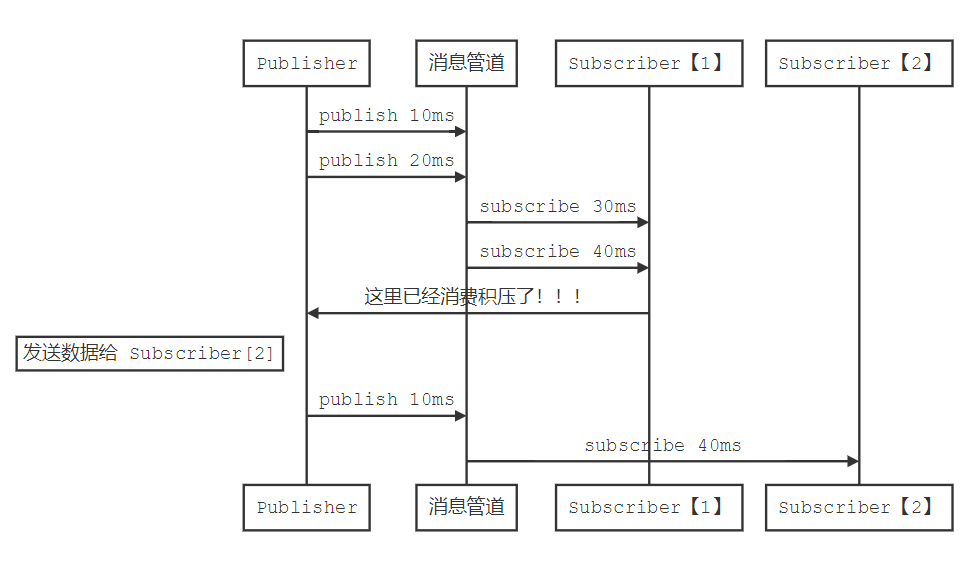 Publisher
消息管道
Subscriber【1】
Subscriber【2】
publish 10ms
publish 20ms
subscribe 30ms
subscribe 40ms
这里已经消费积压了！！！
发送数据给 Subscriber[2]
publish 10ms
subscribe 40ms
Publisher
消息管道
Subscriber【1】
Subscriber【2】